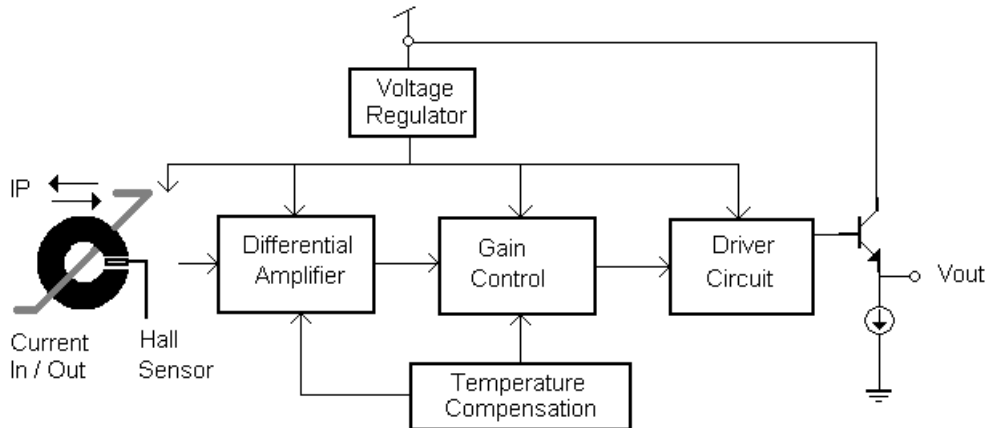 Voltage
Regulator
IP
Differential
Amplifier
Gain
Control
Driver
Circuit
Vout
Current
In / Out
Hall
Sensor
Temperature
Compensation